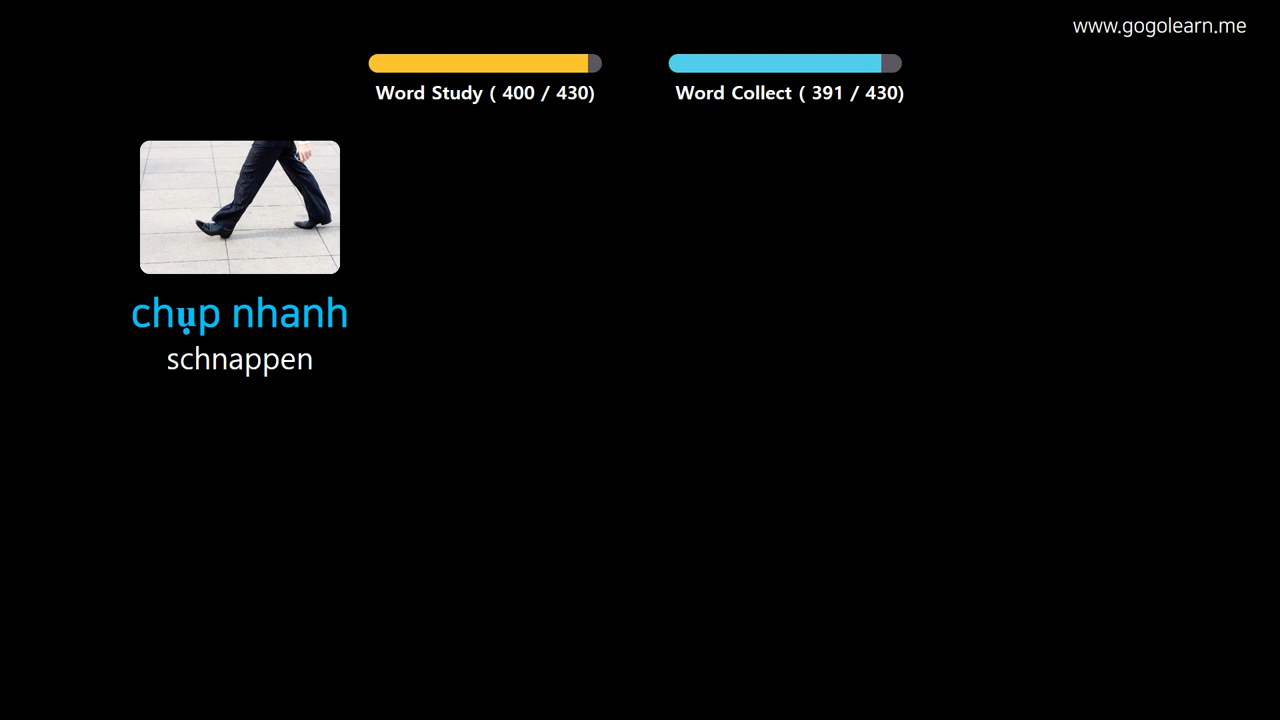 www.gogolearn.me
Word Study ( 400 / 430)
Word Collect ( 391 / 430)
chụp nhanh
schnappen